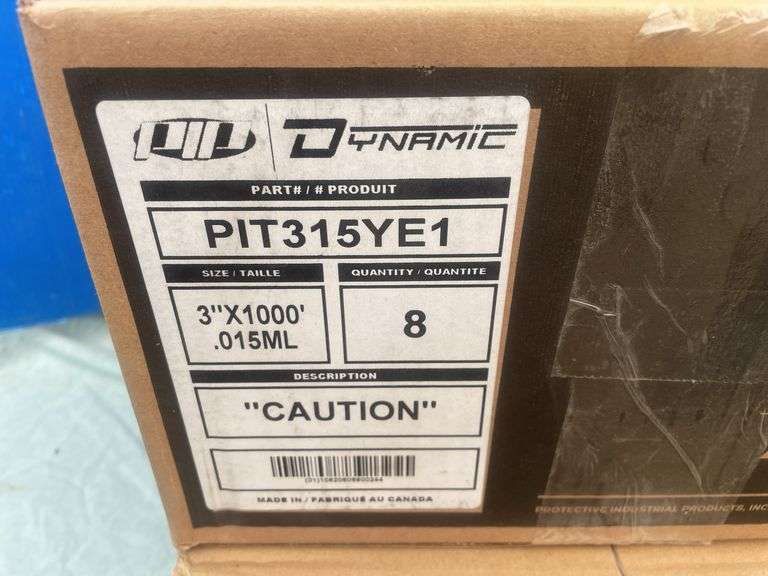 PIP DYNAMIC
PART# / # PRODUIT
PIT315YE1
SIZE / TAILLE
QUANTITY / QUANTITE
3"X1000'
.015ML
8
DESCRIPTION
"CAUTION"
MADE IN / FABRIQUÉ AU CANADA
PROTECTIVE INDUSTRIAL PRODUCTS, INC